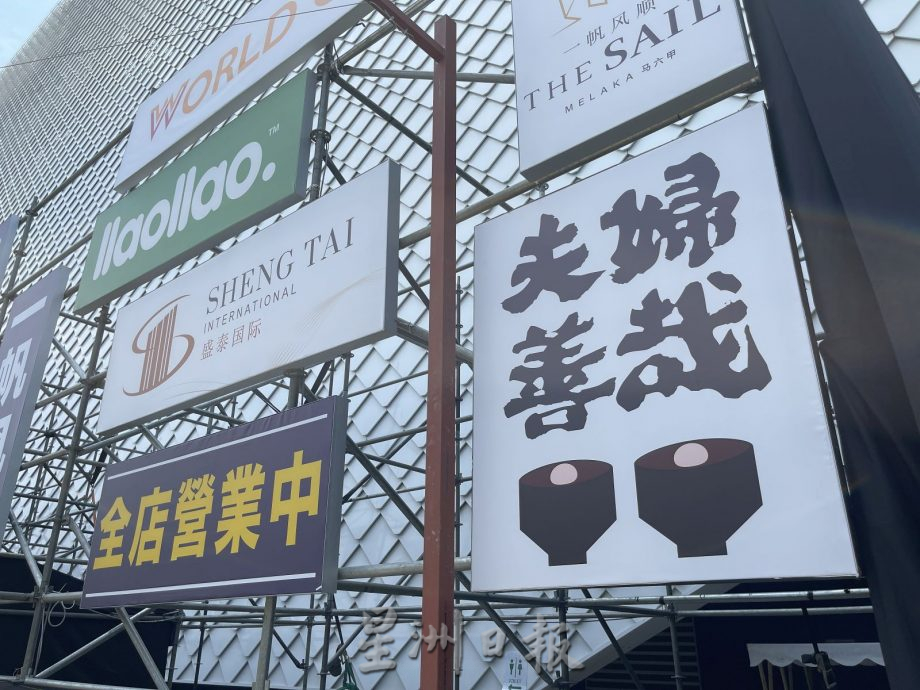 WORLD
一帆风顺
THE SAIL
MELAKA 马六甲
llaollao.™
SHENG TAI
INTERNATIONAL
盛泰国际
夫婦
善哉
全店營業中
星洲日報